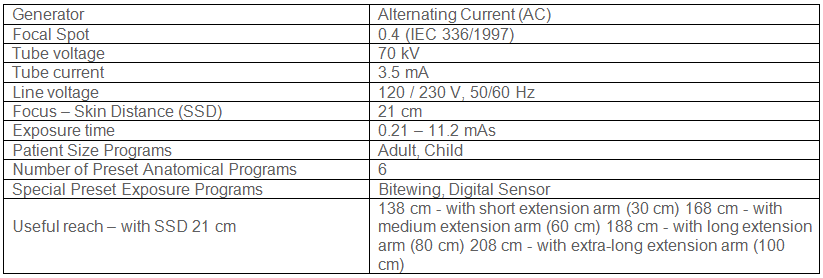 Generator Alternating Current (AC)
Focal Spot 0.4 (IEC 336/1997)
Tube voltage 70 kV
Tube current 3.5 mA
Line voltage 120 / 230 V, 50/60 Hz
Focus – Skin Distance (SSD) 21 cm
Exposure time 0.21 – 11.2 mAs
Patient Size Programs Adult, Child
Number of Preset Anatomical Programs 6
Special Preset Exposure Programs Bitewing, Digital Sensor
Useful reach – with SSD 21 cm
138 cm - with short extension arm (30 cm) 168 cm - with
medium extension arm (60 cm) 188 cm - with long extension
arm (80 cm) 208 cm - with extra-long extension arm (100
cm)